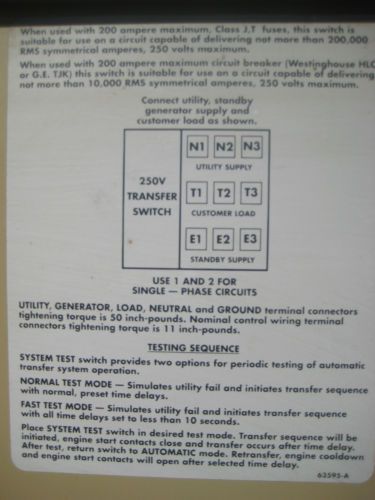 When used with 200 ampere maximum, Class J.T fuses, this switch is
suitable for use on a circuit capable of delivering not more than 200,000
RMS symmetrical amperes, 250 volts maximum.
When used with 200 ampere maximum circuit breaker (Westinghouse HLC
or G.E. TJK) this switch is suitable for use on a circuit capable of delivering
not more than 10,000 RMS symmetrical amperes, 250 volts maximum.
Connect utility, standby
generator supply and
customer load as shown.
N1 N2 N3
UTILITY SUPPLY
250V
TRANSFER
SWITCH
T1 T2 T3
CUSTOMER LOAD
E1 E2 E3
STANDBY SUPPLY
USE 1 AND 2 FOR
SINGLE — PHASE CIRCUITS
UTILITY, GENERATOR, LOAD, NEUTRAL and GROUND terminal connectors
tightening torque is 50 inch-pounds. Nominal control wiring terminal
connectors tightening torque is 11 inch-pounds.
TESTING SEQUENCE
SYSTEM TEST switch provides two options for periodic testing of automatic
transfer system operation.
NORMAL TEST MODE — Simulates utility fail and initiates transfer sequence
with normal, preset time delays.
FAST TEST MODE — Simulates utility fail and initiates transfer sequence
with all time delays set to less than 10 seconds.
Place SYSTEM TEST switch in desired test mode. Transfer sequence will be
initiated, engine start contacts close and transfer occurs after time delay.
After test, return switch to AUTOMATIC mode. Retransfer, engine cooldown
and engine start contacts will open after selected time delay.
62595-A